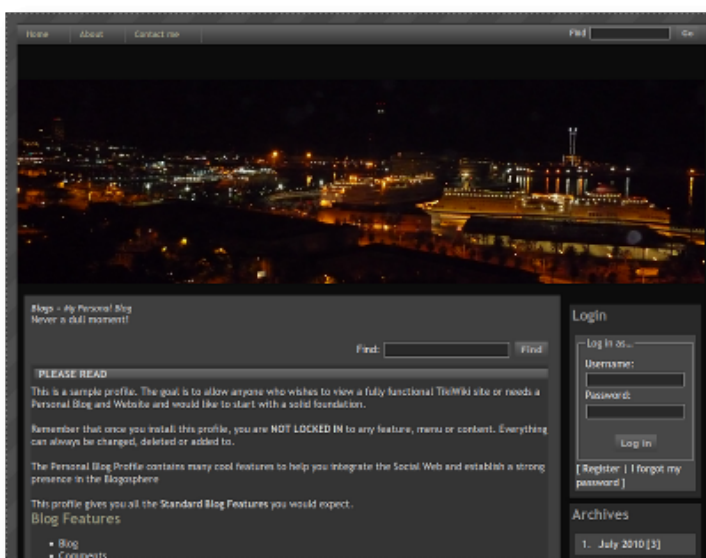 Home About Contact me Find Go
Blogs » My Personal Blog
Never a dull moment!
Find: Find
PLEASE READ
This is a sample profile. The goal is to allow anyone who wishes to view a fully functional TikiWiki site or needs a
Personal Blog and Website and would like to start with a solid foundation.
Remember that once you install this profile, you are NOT LOCKED IN to any feature, menu or content. Everything
can always be changed, deleted or added to.
The Personal Blog Profile contains many cool features to help you integrate the Social Web and establish a strong
presence in the Blogosphere
This profile gives you all the Standard Blog Features you would expect.
Blog Features
• Blog
• Comments
Login
Log in as...
Username:
Password:
Log in
[ Register | I forgot my
password ]
Archives
1. July 2010 [3]